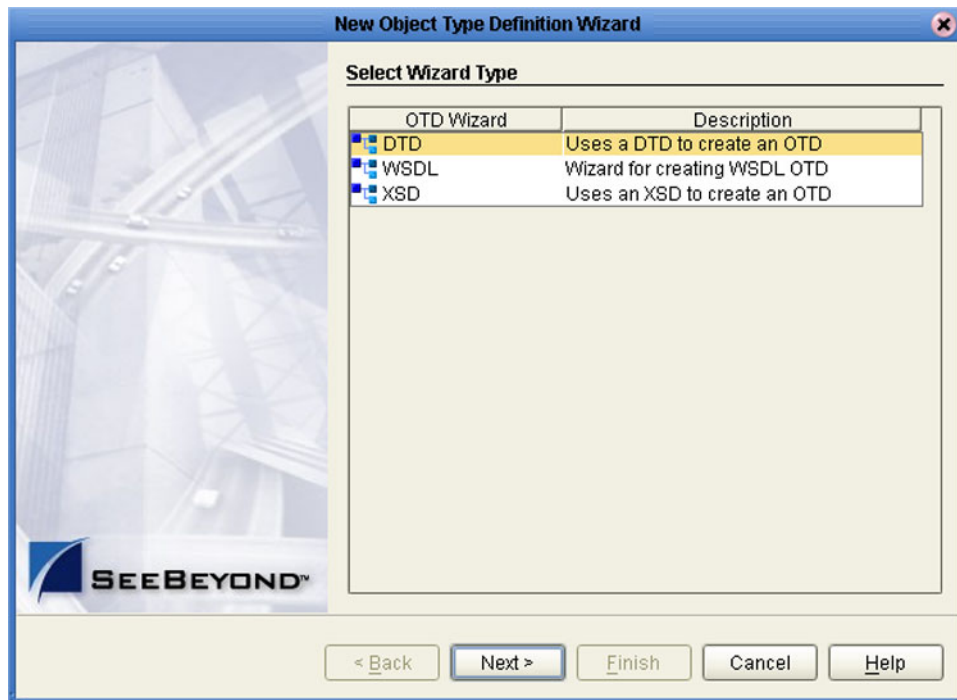 New Object Type Definition Wizard
Select Wizard Type
OTD Wizard Description
DTD Uses a DTD to create an OTD
WSDL Wizard for creating WSDL OTD
XSD Uses an XSD to create an OTD
SEEBEYOND™
< Back Next > Finish Cancel Help